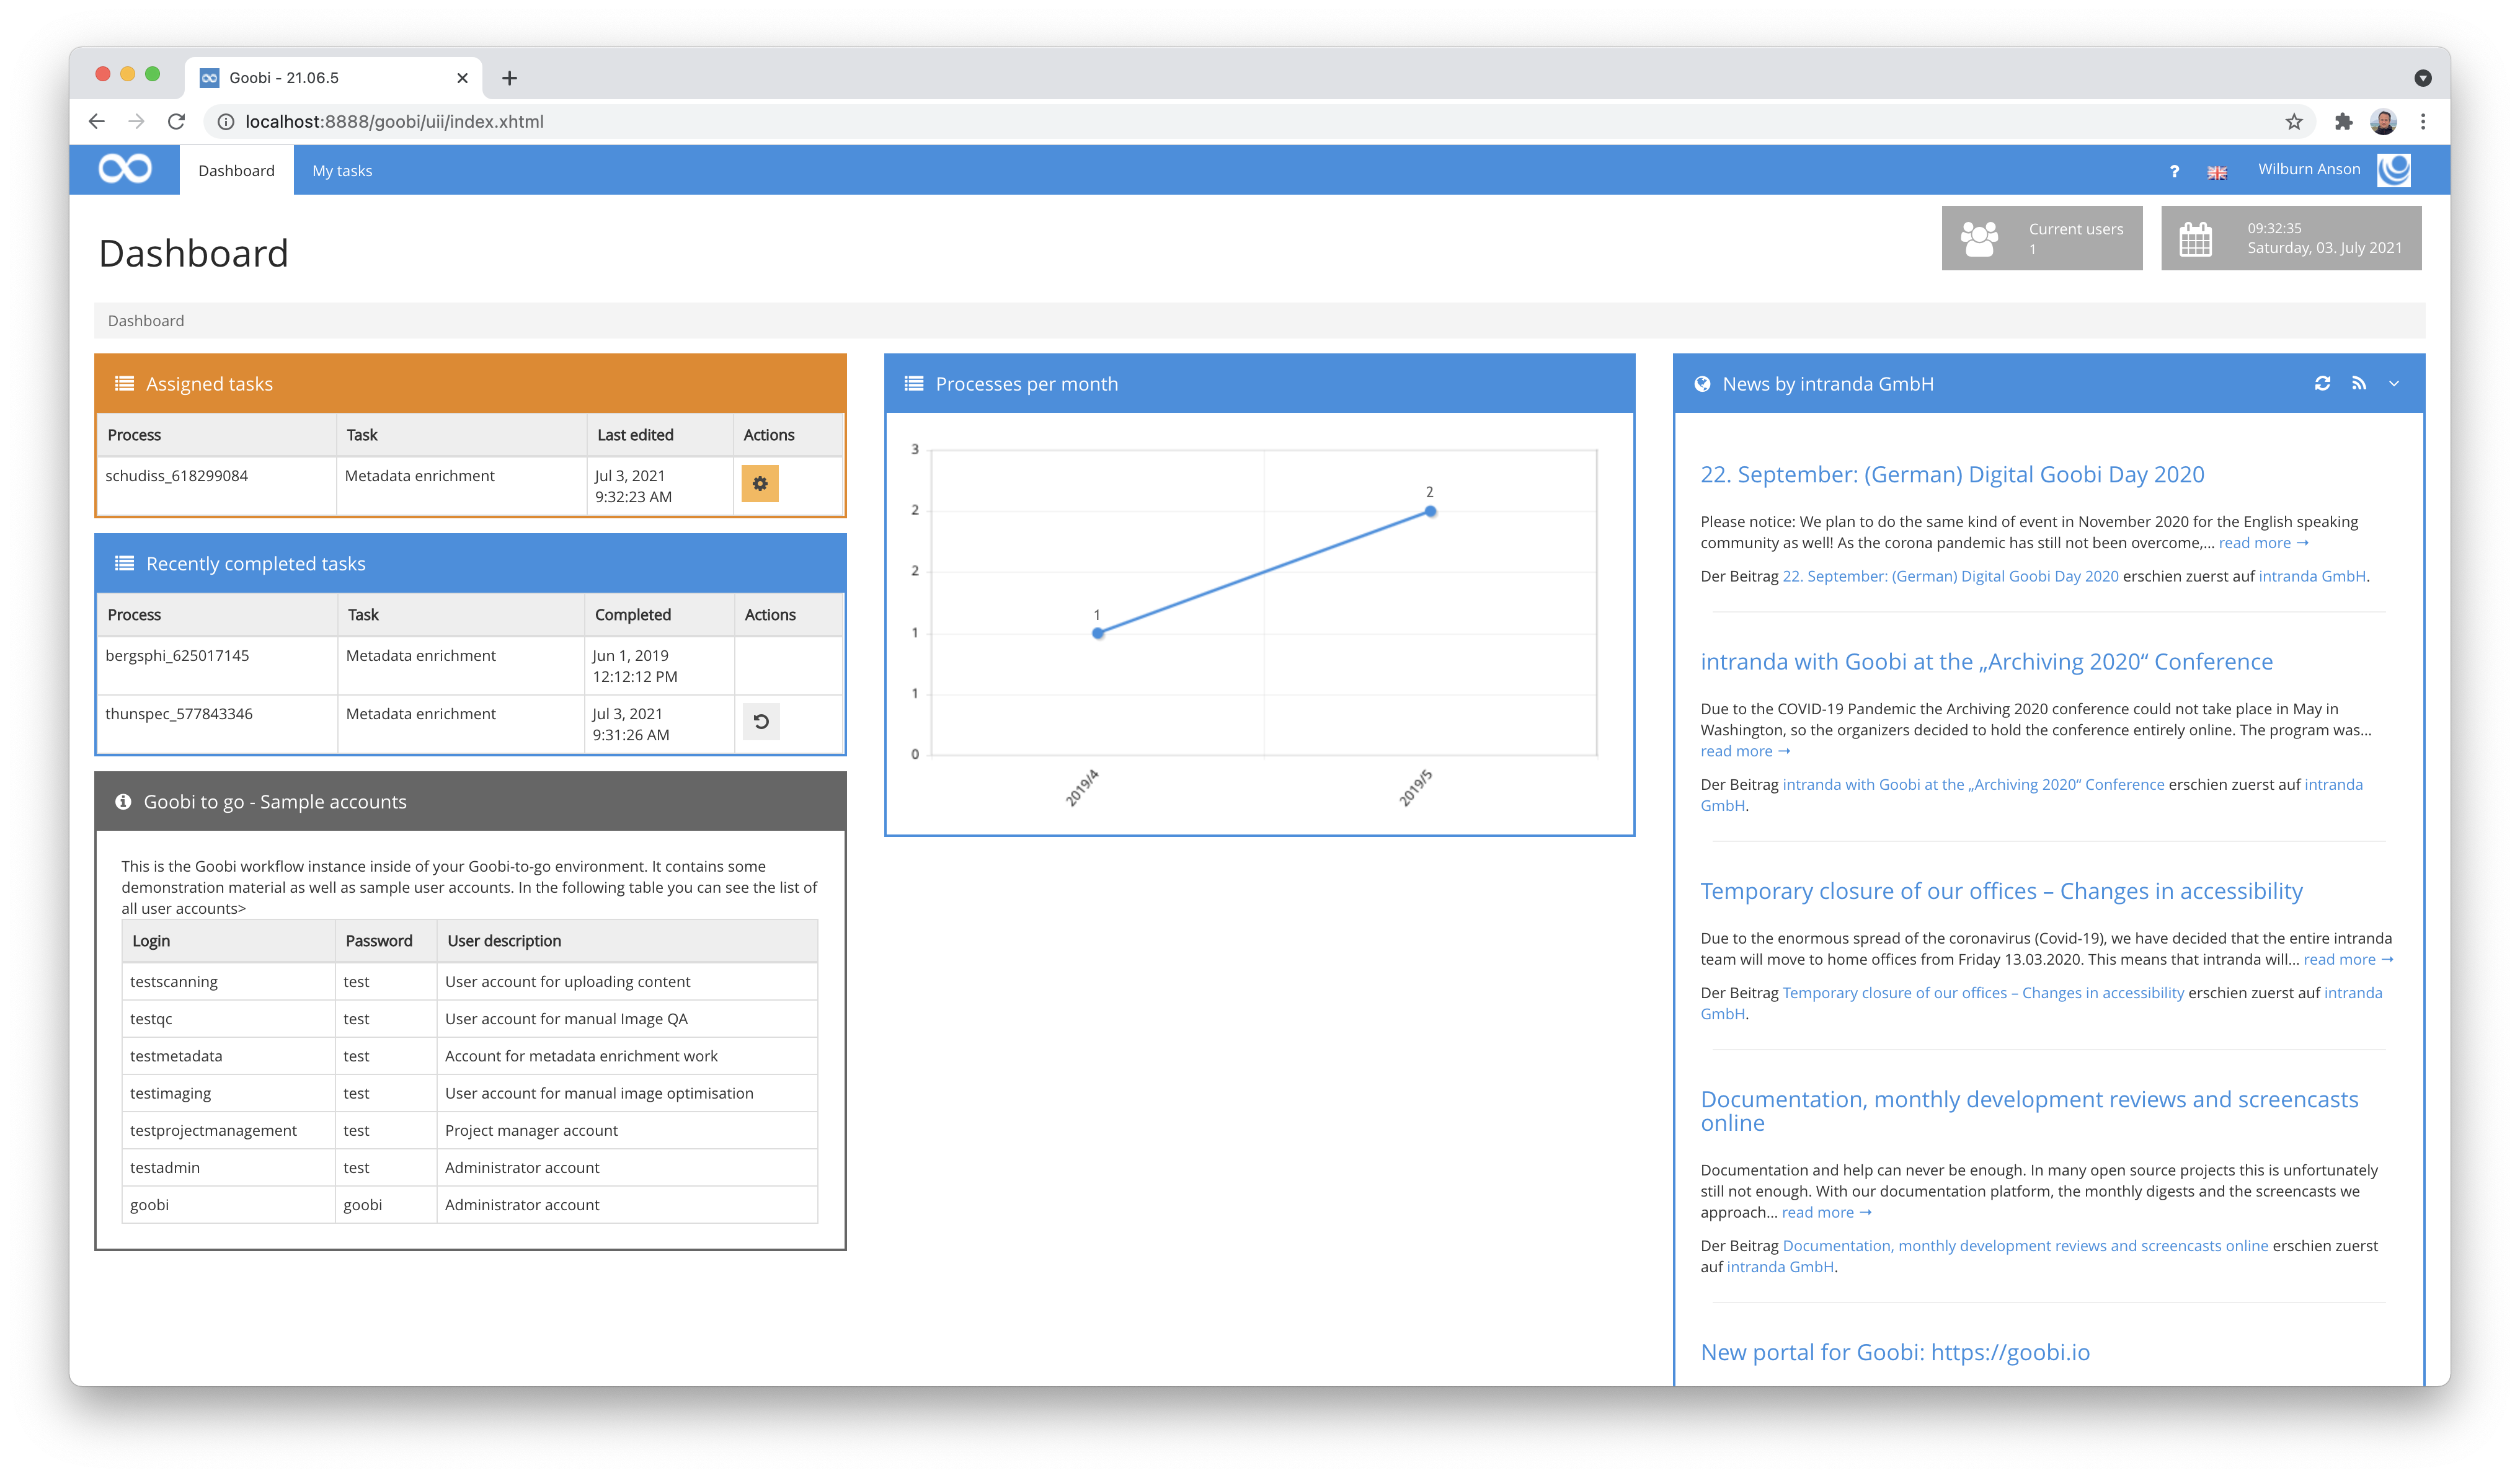 Goobi - 21.06.5
localhost:8888/goobi/uii/index.xhtml
Dashboard
My tasks
?
Wilburn Anson
Dashboard
Current users
1
09:32:35
Saturday, 03. July 2021
Dashboard
Assigned tasks
Process Task Last edited Actions
schudiss_618299084 Metadata enrichment Jul 3, 2021
9:32:23 AM
Recently completed tasks
Process Task Completed Actions
bergsphi_625017145 Metadata enrichment Jun 1, 2019
12:12:12 PM
thunspec_577843346 Metadata enrichment Jul 3, 2021
9:31:26 AM
Goobi to go - Sample accounts
This is the Goobi workflow instance inside of your Goobi-to-go environment. It contains some
demonstration material as well as sample user accounts. In the following table you can see the list of
all user accounts>
Login Password User description
testscanning test User account for uploading content
testqc test User account for manual Image QA
testmetadata test Account for metadata enrichment work
testimaging test User account for manual image optimisation
testprojectmanagement test Project manager account
testadmin test Administrator account
goobi goobi Administrator account
Processes per month
3
2
2
2
1
1
1
0
2019/4
2019/5
News by intranda GmbH
22. September: (German) Digital Goobi Day 2020
Please notice: We plan to do the same kind of event in November 2020 for the English speaking
community as well! As the corona pandemic has still not been overcome,... read more →
Der Beitrag 22. September: (German) Digital Goobi Day 2020 erschien zuerst auf intranda GmbH.
intranda with Goobi at the „Archiving 2020“ Conference
Due to the COVID-19 Pandemic the Archiving 2020 conference could not take place in May in
Washington, so the organizers decided to hold the conference entirely online. The program was...
read more →
Der Beitrag intranda with Goobi at the „Archiving 2020“ Conference erschien zuerst auf intranda
GmbH.
Temporary closure of our offices – Changes in accessibility
Due to the enormous spread of the coronavirus (Covid-19), we have decided that the entire intranda
team will move to home offices from Friday 13.03.2020. This means that intranda will... read more →
Der Beitrag Temporary closure of our offices – Changes in accessibility erschien zuerst auf intranda
GmbH.
Documentation, monthly development reviews and screencasts
online
Documentation and help can never be enough. In many open source projects this is unfortunately
still not enough. With our documentation platform, the monthly digests and the screencasts we
approach... read more →
Der Beitrag Documentation, monthly development reviews and screencasts online erschien zuerst
auf intranda GmbH.
New portal for Goobi: https://goobi.io